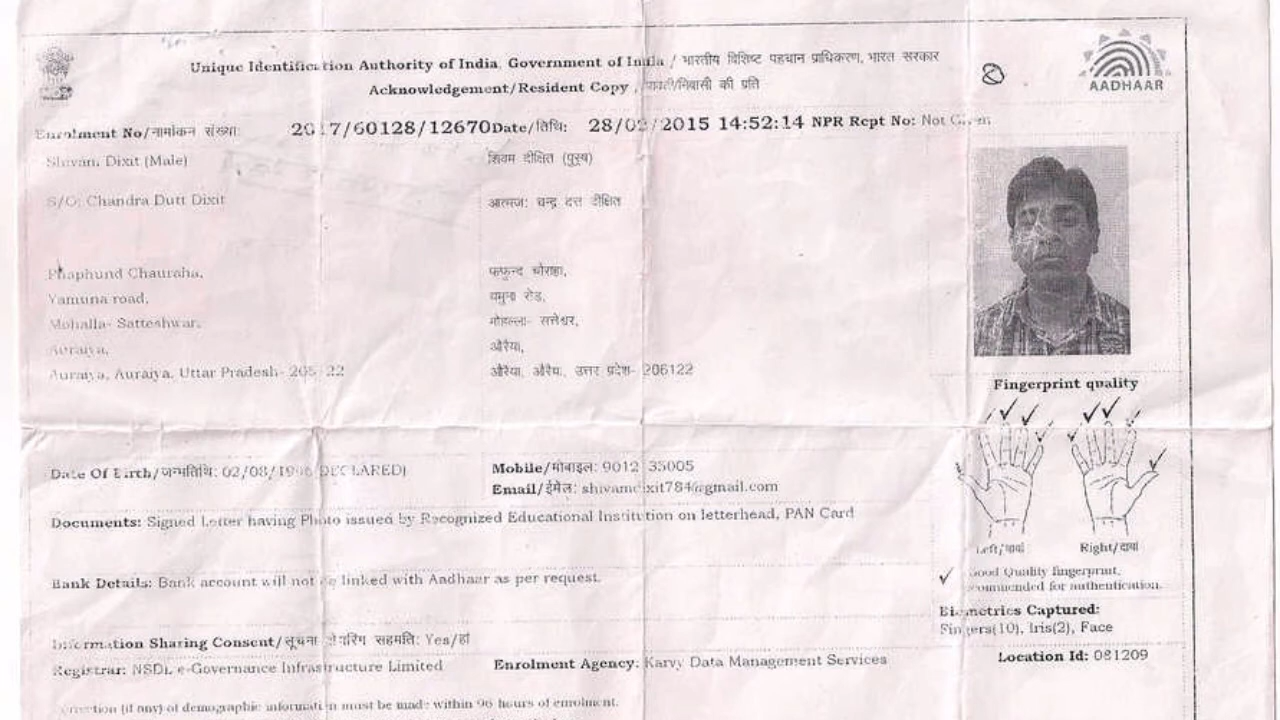 Unique Identification Authority of India, Government of India / भारतीय विशिष्ट पहचान प्राधिकरण, भारत सरकार
AADHAAR
Acknowledgement/Resident Copy / की प्रति
Enrolment No/नामांकन संख्या: 2017/60128/12670 Date/तिथि: 28/02/2015 14:52:14 NPR Rcpt No: Not Given
Shivam Dixit (Male) शिवम दीक्षित (पुरुष)
S/O: Chandra Dutt Dixit आत्मज: चन्द्र दत्त दीक्षित
Phaphund Chauraha, फफुन्द चोराहा,
Yamuna road, यमुना रोड,
Mohalla- Satteshwar, मोहल्ला- सत्तेश्वर,
Auraiya, औरैया,
Auraiya, Auraiya, Uttar Pradesh- औरैया, औरैया, उत्तर प्रदेश- 206122
Fingerprint quality
Date Of Birth/जन्मतिथि: 02/08/ (DECLARED) Mobile/मोबाइल: 9012 35005
Email/ईमेल: shivamdixit784@gmail.com
Documents: Signed Letter having Photo issued by Recognized Educational Institution on letterhead, PAN Card
Left/बायां Right/दायां
Bank Details: Bank account will not be linked with Aadhaar as per request.
Good Quality fingerprint,
recommended for authentication.
Biometrics Captured:
Fingers(10), Iris(2), Face
Information Sharing Consent/सूचना शेयरिंग सहमति: Yes/हां
Registrar: NSDL e-Governance Infrastructure Limited Enrolment Agency: Karvy Data Management Services Location Id: 081209
Correction (if any) of demographic information must be made within 96 hours of enrolment.